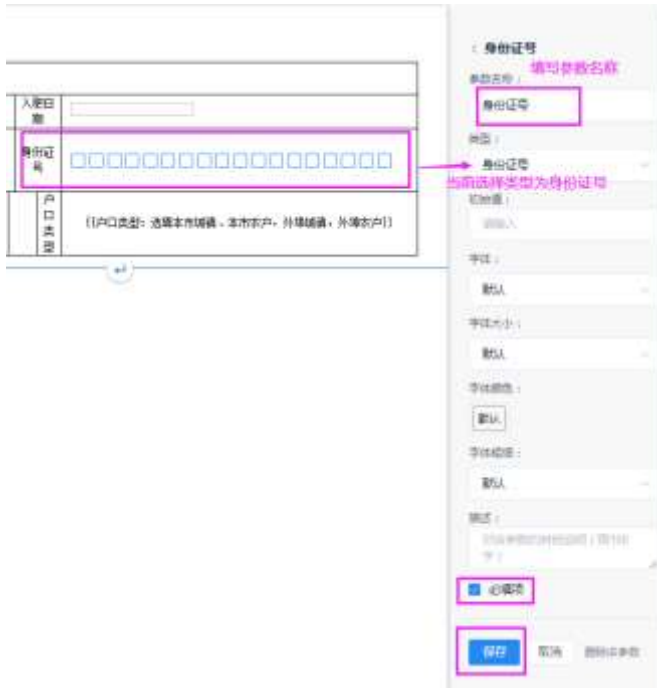 入职日
期
身份证
号
户
口
类
型
{{户口类型：选填本市城镇、本市农户，外埠城镇，外埠农户}}
身份证号
填写参数名称
参数名称：
身份证号
类型：
身份证号
当前选择类型为身份证号
初始值：
请输入
字体：
默认
字体大小：
默认
字体颜色：
默认
字体粗细：
默认
描述：
必填项
保存
取消
删除该参数